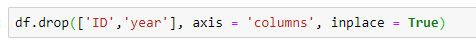 df.drop(['ID','year'], axis = 'columns', inplace = True)